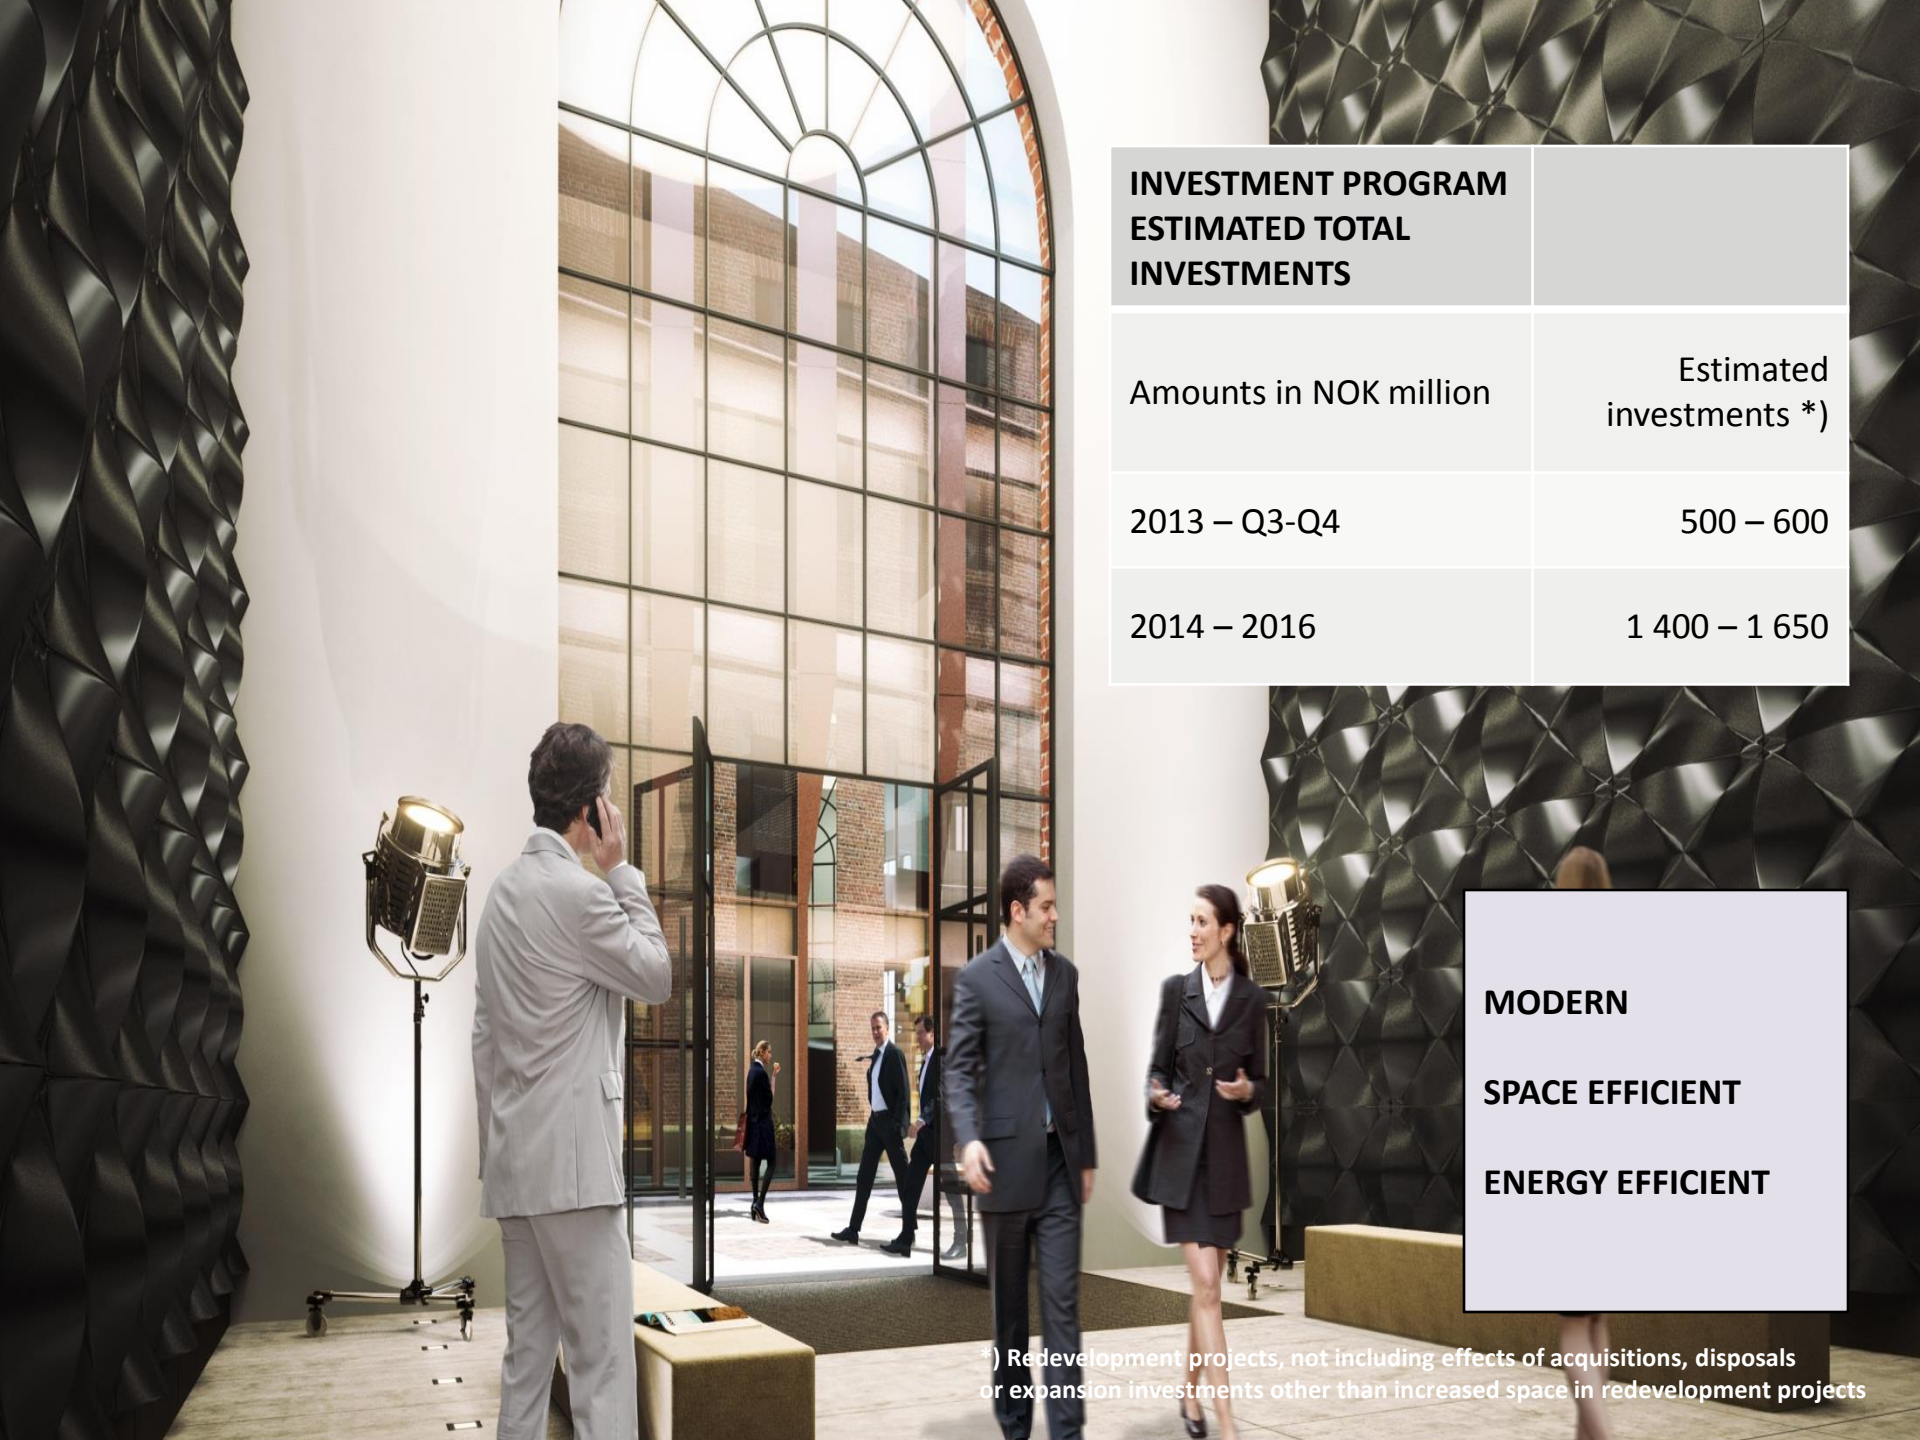 INVESTMENT PROGRAM
ESTIMATED TOTAL
INVESTMENTS
Amounts in NOK million
Estimated
investments *)
2013 – Q3-Q4
500 – 600
2014 – 2016
1 400 – 1 650
MODERN
SPACE EFFICIENT
ENERGY EFFICIENT
*) Redevelopment projects, not including effects of acquisitions, disposals
or expansion investments other than increased space in redevelopment projects